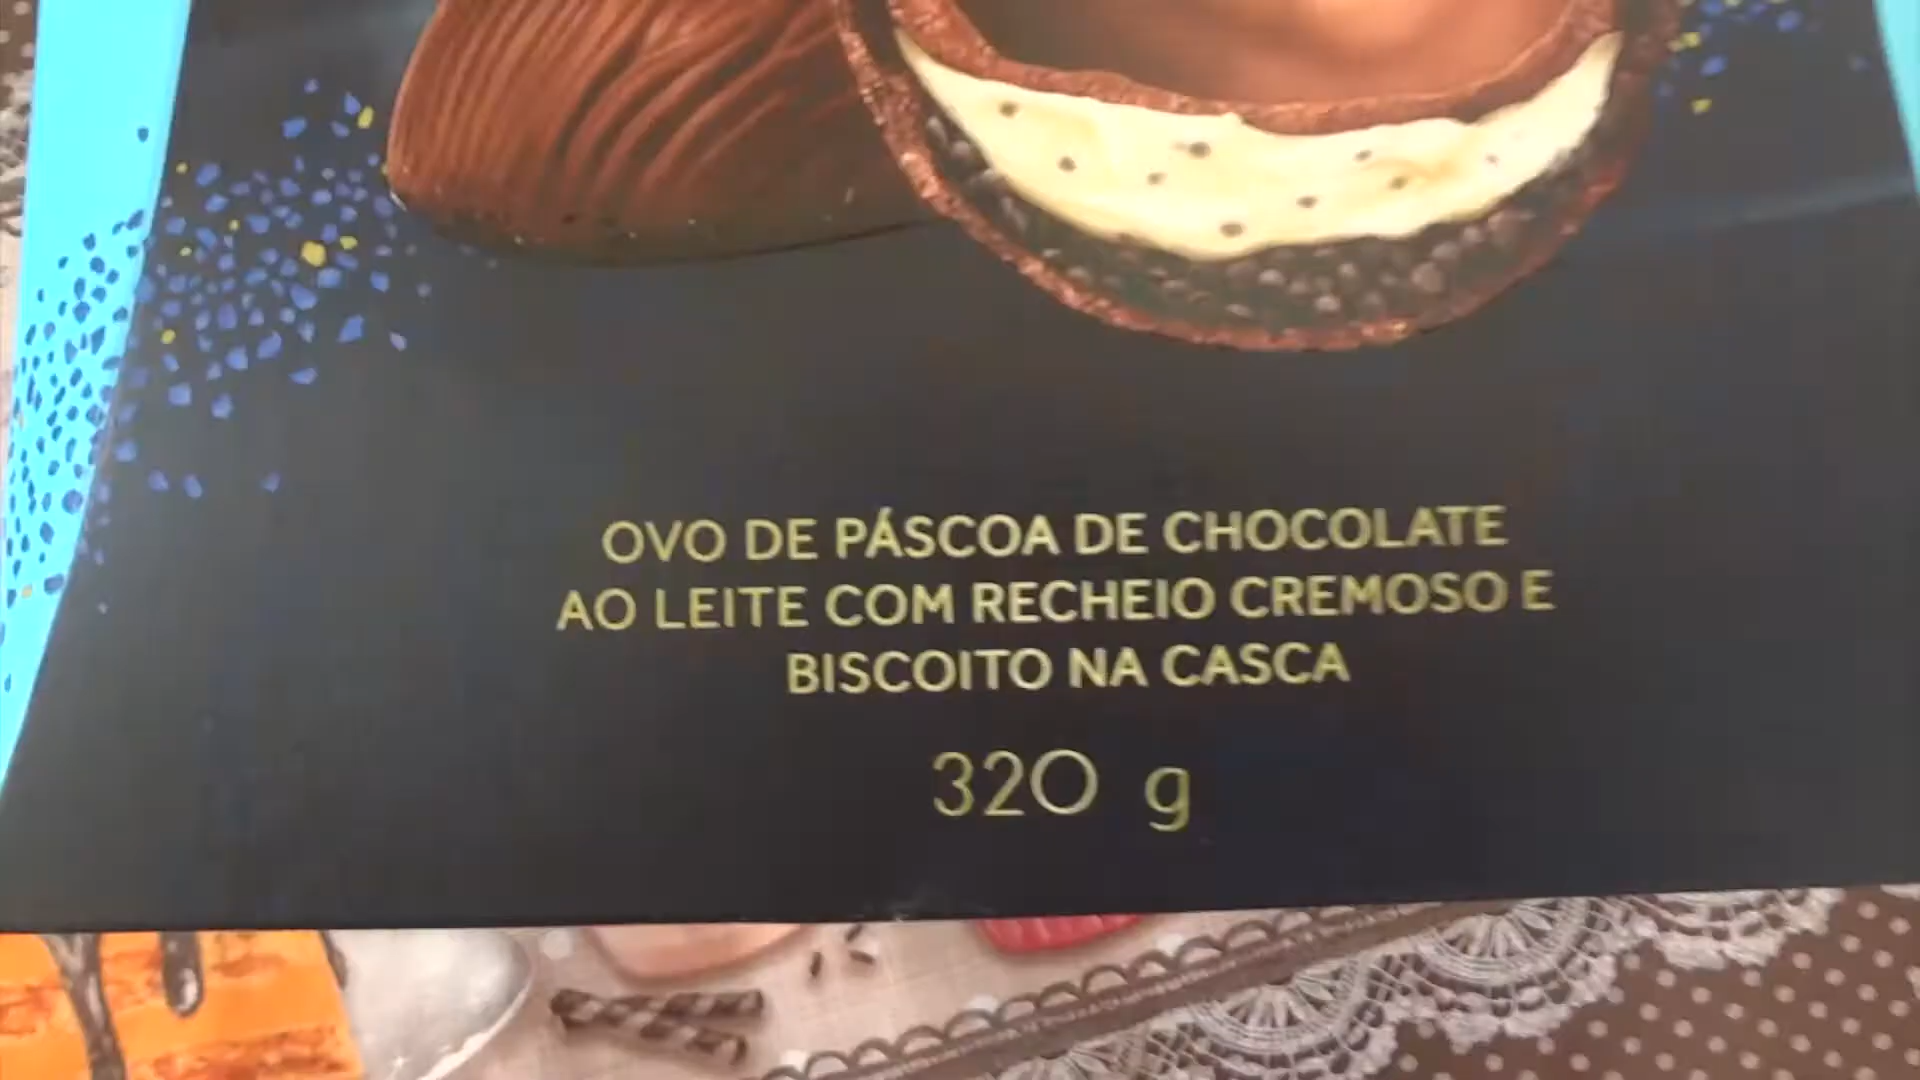 OVO DE PÁSCOA DE CHOCOLATE
AO LEITE COM RECHEIO CREMOSO E
BISCOITO NA CASCA
320 g